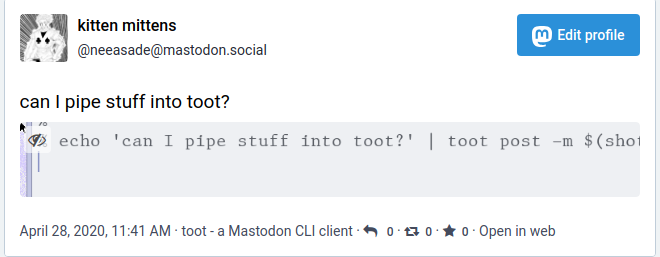 kitten mittens
@neeasade@mastodon.social
Edit profile
can I pipe stuff into toot?
echo 'can I pipe stuff into toot?' | toot post -m $(shot
April 28, 2020, 11:41 AM · toot - a Mastodon CLI client · 0 · 0 · 0 · Open in web